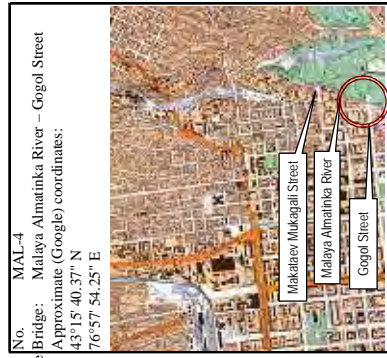 No. MAL-4
Bridge: Malaya Almatinka River – Gogol Street
Approximate (Google) coordinates:
43°15' 40.37" N
76°57' 54.25" E
Makataev Mukagali Street
Malaya Almatinka River
Gogol Street